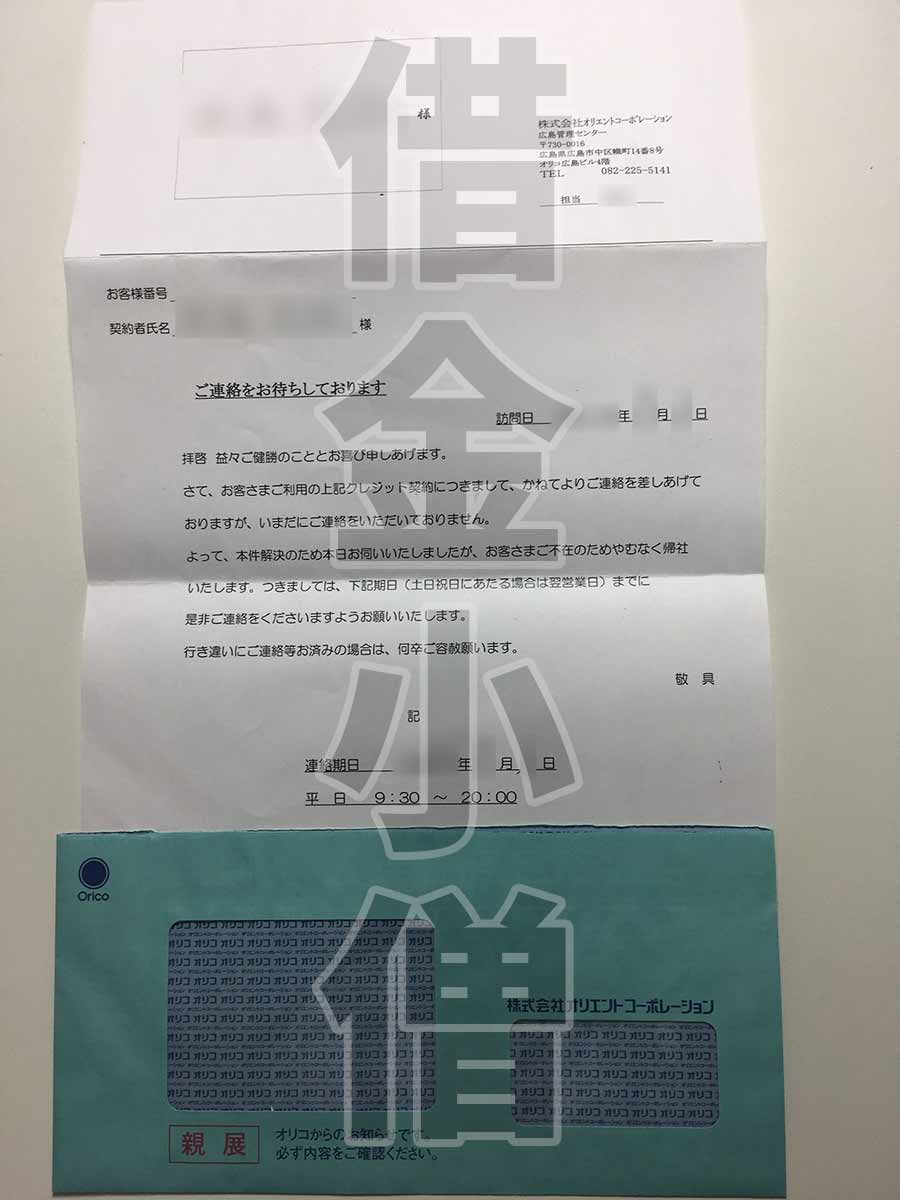 様
株式会社オリエントコーポレーション
広島管理センター
〒730-0016
広島県広島市中区幟町14番8号
オリコ広島ビル4階
TEL 082-225-5141
担当
お客様番号
契約者氏名 様
ご連絡をお待ちしております
訪問日 年 月 日
拝啓 益々ご健勝のこととお喜び申しあげます。
さて、お客さまご利用の上記クレジット契約につきまして、かねてよりご連絡を差しあげて
おりますが、いまだにご連絡をいただいておりません。
よって、本件解決のため本日お伺いいたしましたが、お客さまご不在のためやむなく帰社
いたします。つきましては、下記期日（土日祝日にあたる場合は翌営業日）までに
是非ご連絡をくださいますようお願いいたします。
行き違いにご連絡等お済みの場合は、何卒ご容赦願います。
敬 具
記
連絡期日 年 月 日
平 日 9:30 ～ 20:00
Orico
株式会社オリエントコーポレーション
親展
オリコからのお知らせです。
必ず内容をご確認ください。
借金小僧